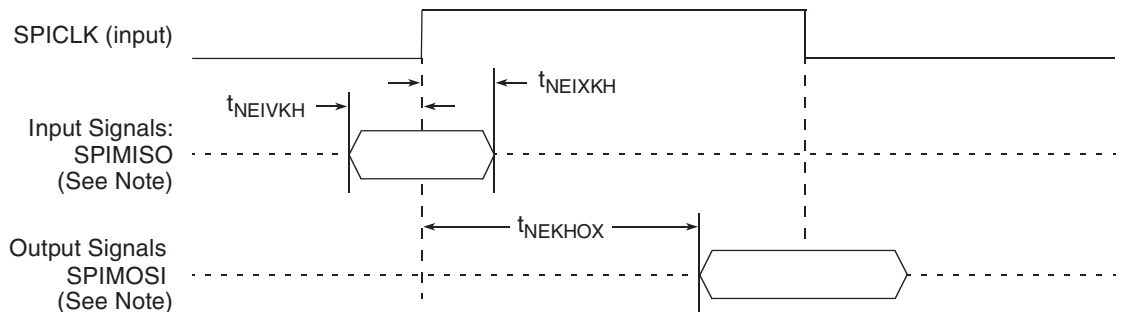 SPICLK (input)
tNEIXKH
tNEIVKH
Input Signals:
SPIMISO
(See Note)
tNEKHOX
Output Signals
SPIMOSI
(See Note)